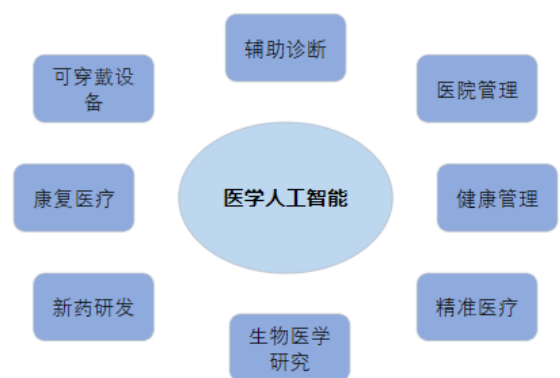 辅助诊断
可穿戴设
备
医院管理
康复医疗
医学人工智能
健康管理
新药研发
精准医疗
生物医学
研究